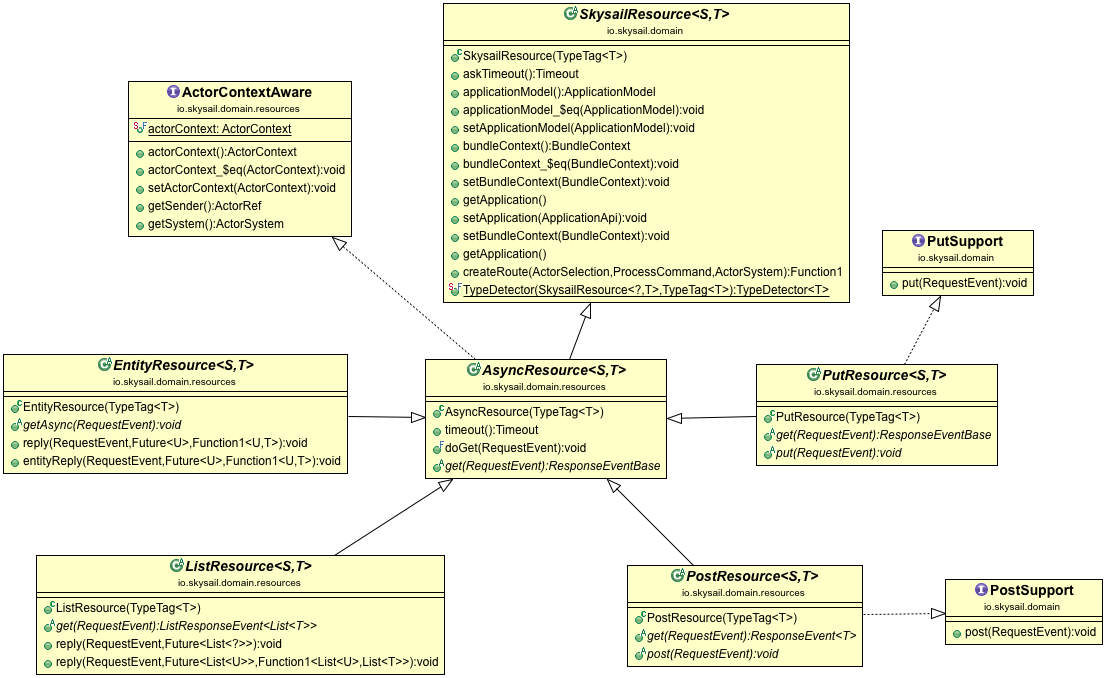 SkysailResource<S,T>
io.skysail.domain
SkysailResource(TypeTag<T>)
askTimeout():Timeout
applicationModel():ApplicationModel
applicationModel_$eq(ApplicationModel):void
setApplicationModel(ApplicationModel):void
bundleContext():BundleContext
bundleContext_$eq(BundleContext):void
setBundleContext(BundleContext):void
getApplication()
setApplication(ApplicationApi):void
setBundleContext(BundleContext):void
getApplication()
createRoute(ActorSelection,ProcessCommand,ActorSystem):Function1
TypeDetector(SkysailResource<?,T>,TypeTag<T>):TypeDetector<T>
ActorContextAware
io.skysail.domain.resources
actorContext: ActorContext
actorContext():ActorContext
actorContext_$eq(ActorContext):void
setActorContext(ActorContext):void
getSender():ActorRef
getSystem():ActorSystem
PutSupport
io.skysail.domain
put(RequestEvent):void
EntityResource<S,T>
io.skysail.domain.resources
EntityResource(TypeTag<T>)
getAsync(RequestEvent):void
reply(RequestEvent,Future<U>,Function1<U,T>):void
entityReply(RequestEvent,Future<U>,Function1<U,T>):void
AsyncResource<S,T>
io.skysail.domain.resources
AsyncResource(TypeTag<T>)
timeout():Timeout
doGet(RequestEvent):void
get(RequestEvent):ResponseEventBase
PutResource<S,T>
io.skysail.domain.resources
PutResource(TypeTag<T>)
get(RequestEvent):ResponseEventBase
put(RequestEvent):void
ListResource<S,T>
io.skysail.domain.resources
ListResource(TypeTag<T>)
get(RequestEvent):ListResponseEvent<List<T>>
reply(RequestEvent,Future<List<?>>):void
reply(RequestEvent,Future<List<U>>,Function1<List<U>,List<T>>):void
PostResource<S,T>
io.skysail.domain.resources
PostResource(TypeTag<T>)
get(RequestEvent):ResponseEvent<T>
post(RequestEvent):void
PostSupport
io.skysail.domain
post(RequestEvent):void